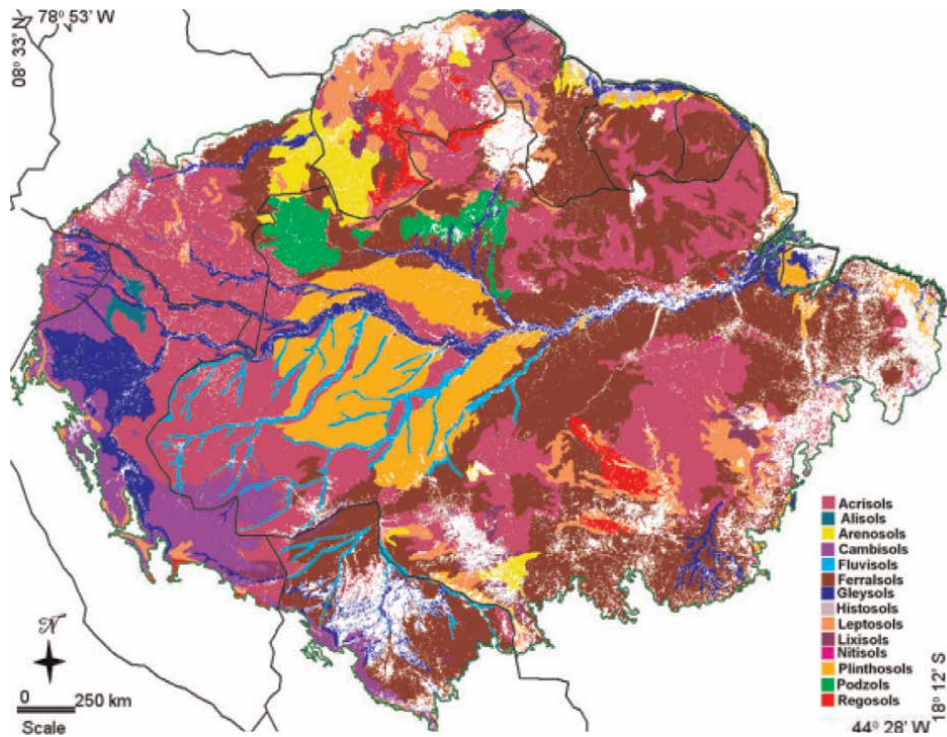 78° 53' W
08° 33' N
Acrisols
Alisols
Arenosols
Cambisols
Fluvisols
Ferralsols
Gleysols
Histosols
Leptosols
Lixisols
Nitisols
Plinthosols
Podzols
Regosols
N
0 250 km
Scale
18° 12' S
44° 28' W